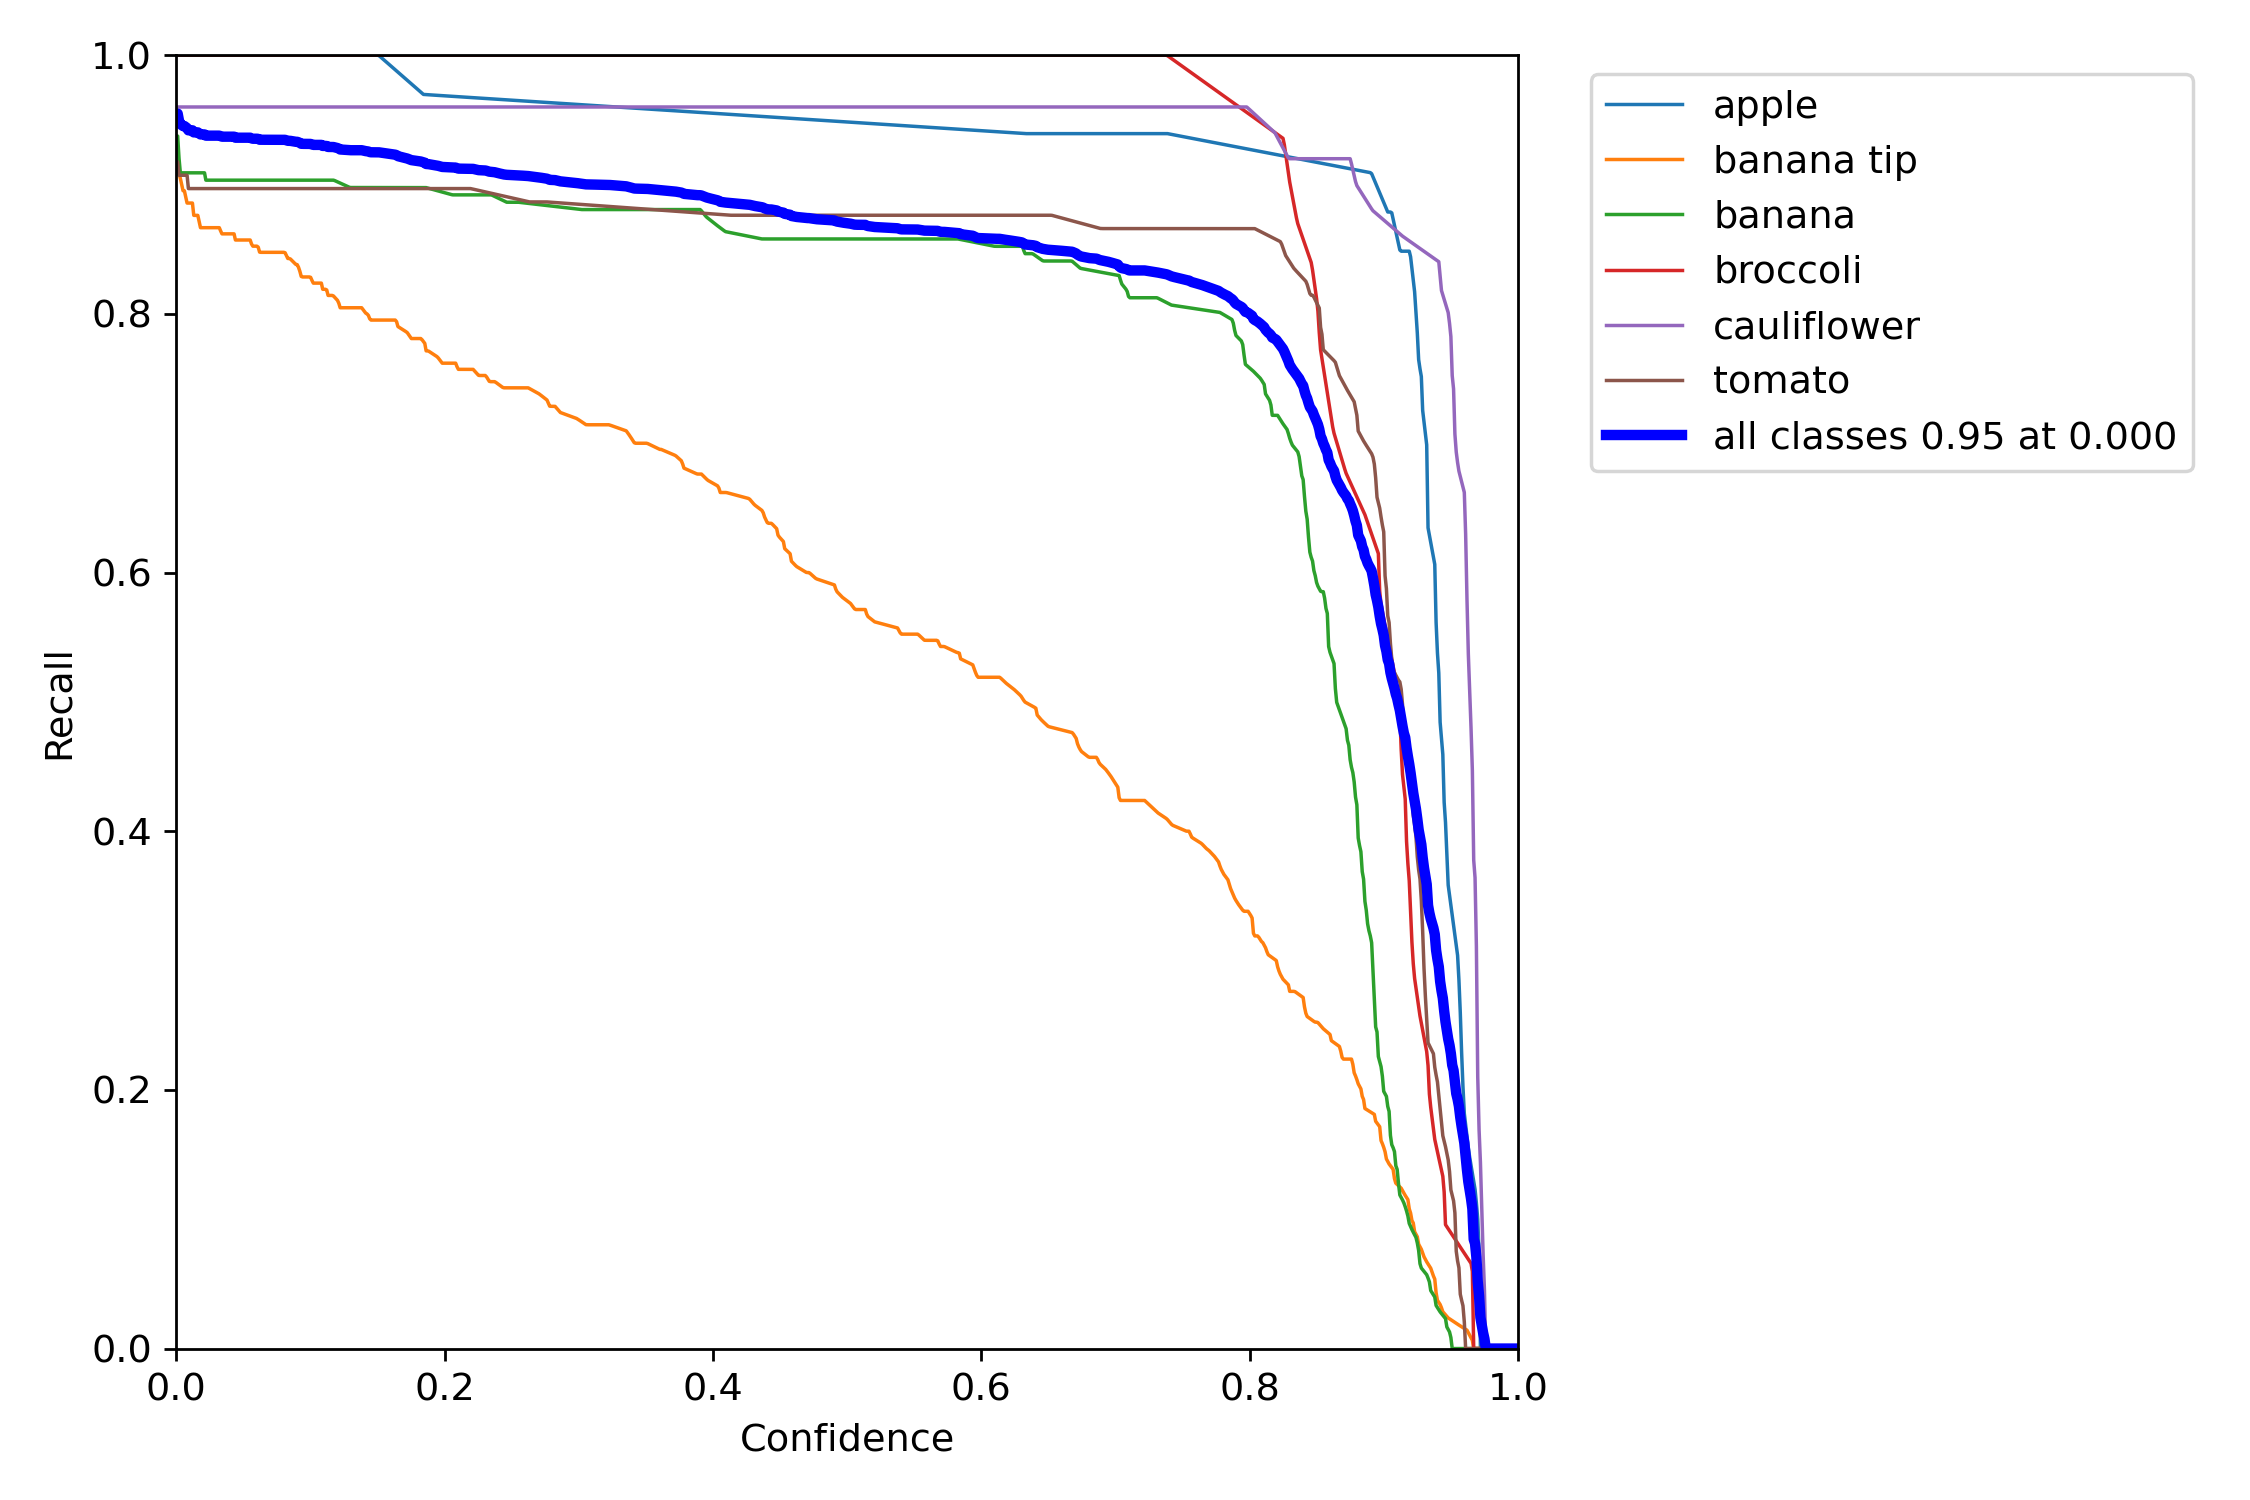 1.0
0.8
0.6
0.4
0.2
0.0
Recall
0.0 0.2 0.4 0.6 0.8 1.0
Confidence
apple
banana tip
banana
broccoli
cauliflower
tomato
all classes 0.95 at 0.000